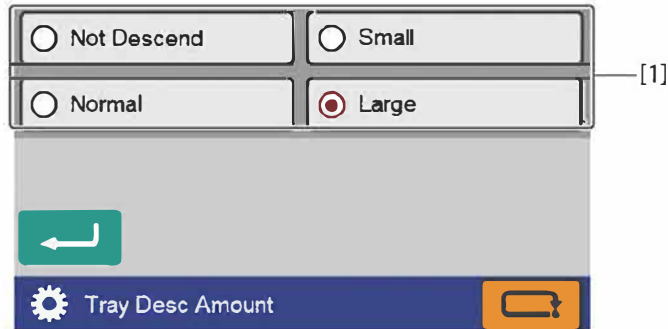 Not Descend
Small
[1]
Normal
Large
Tray Desc Amount